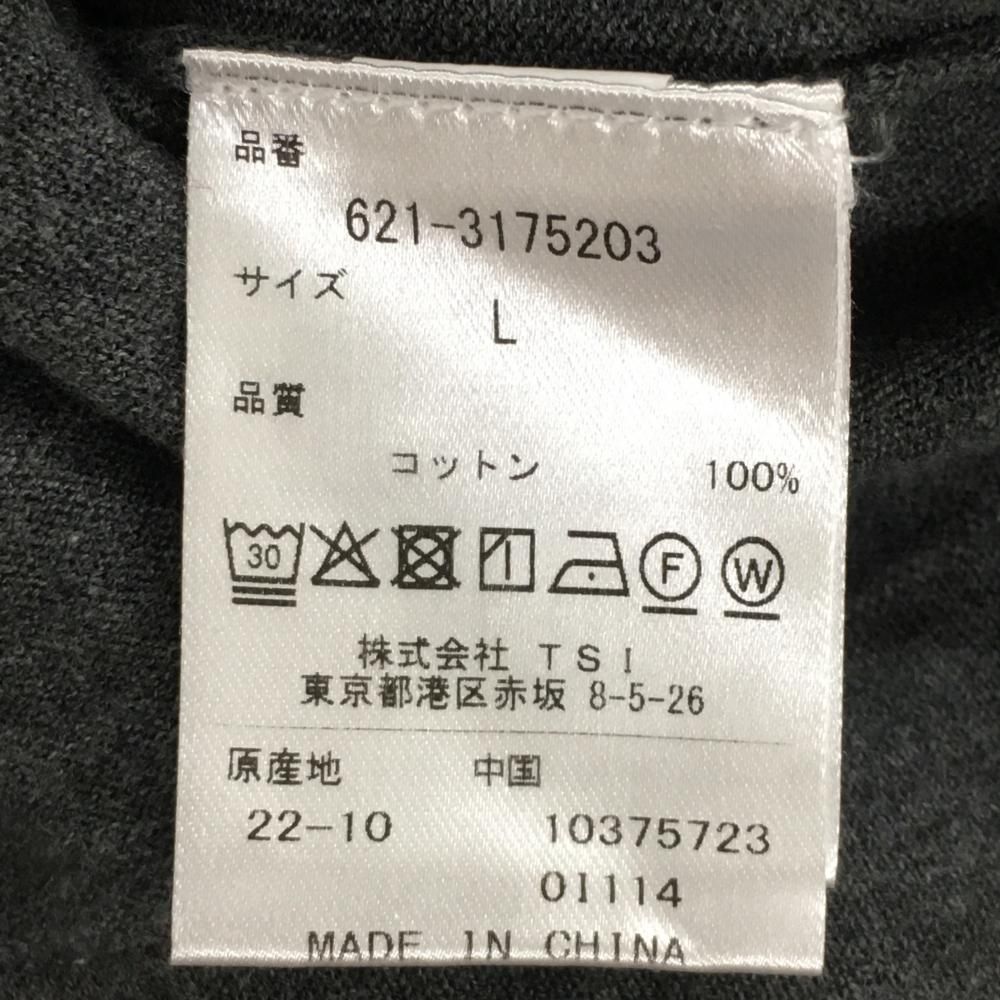 品番
621-3175203
サイズ
L
品質
コットン 100%
30 F W
株式会社 TSI
東京都港区赤坂 8-5-26
原産地 中国
22-10 10375723
0I114
MADE IN CHINA